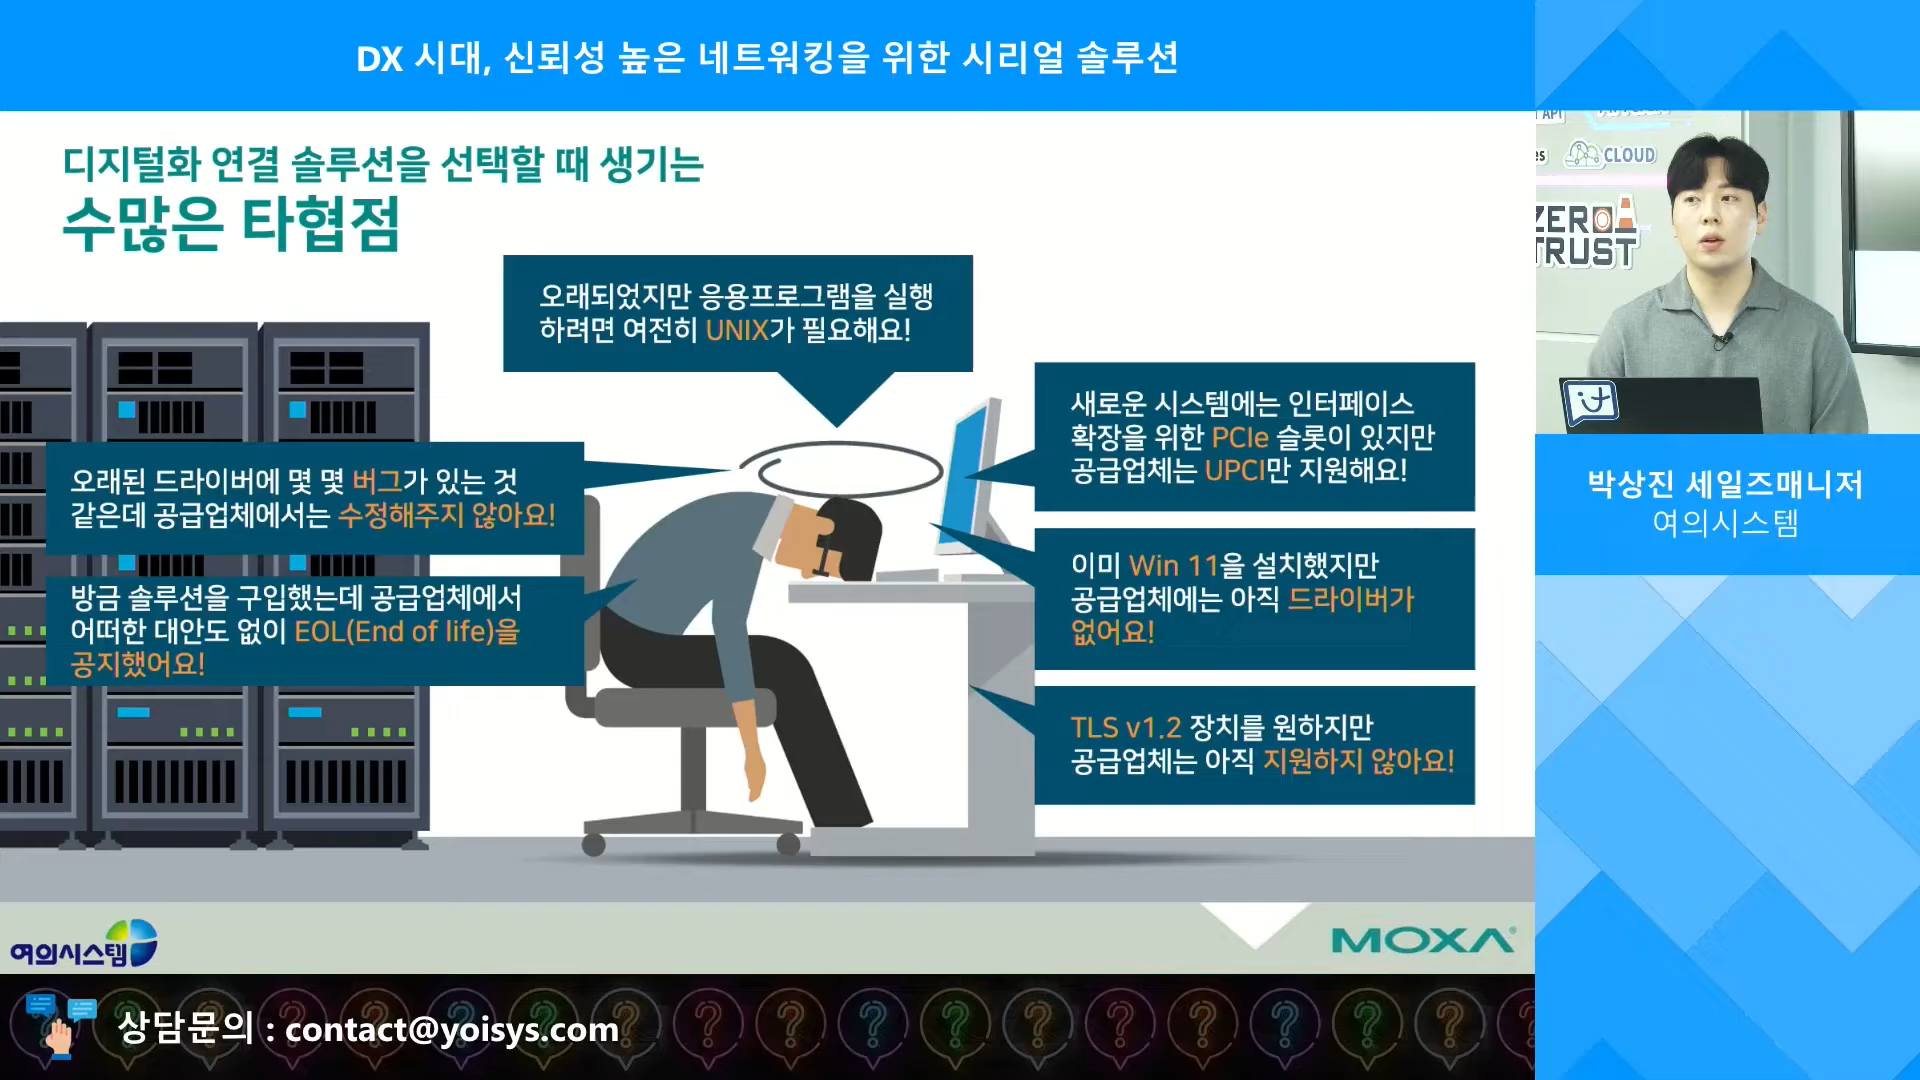 DX 시대, 신뢰성 높은 네트워킹을 위한 시리얼 솔루션
디지털화 연결 솔루션을 선택할 때 생기는
수많은 타협점
오래되었지만 응용프로그램을 실행
하려면 여전히 UNIX가 필요해요!
오래된 드라이버에 몇 몇 버그가 있는 것
같은데 공급업체에서는 수정해주지 않아요!
방금 솔루션을 구입했는데 공급업체에서
어떠한 대안도 없이 EOL(End of life)을
공지했어요!
새로운 시스템에는 인터페이스
확장을 위한 PCIe 슬롯이 있지만
공급업체는 UPCI만 지원해요!
이미 Win 11을 설치했지만
공급업체에는 아직 드라이버가
없어요!
TLS v1.2 장치를 원하지만
공급업체는 아직 지원하지 않아요!
여의시스템
MOXA
상담문의 : contact@yoisys.com
API
CLOUD
ZERO
TRUST
it
박상진 세일즈매니저
여의시스템